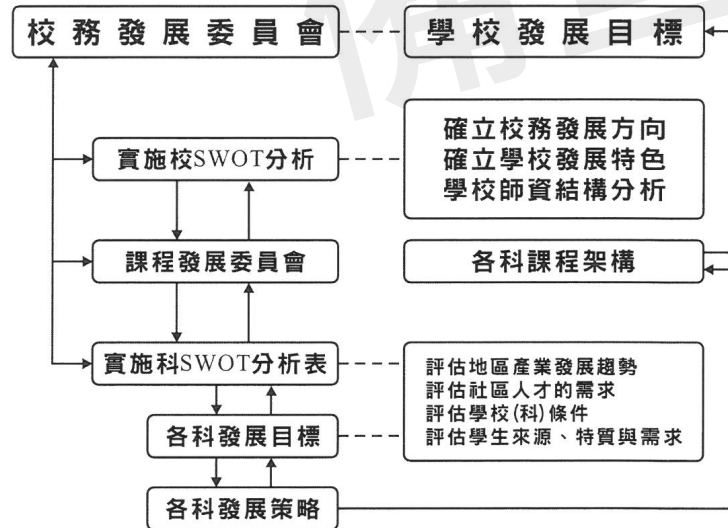 校務發展委員會
學校發展目標
實施校SWOT分析
確立校務發展方向
確立學校發展特色
學校師資結構分析
課程發展委員會
各科課程架構
實施科SWOT分析表
評估地區產業發展趨勢
評估社區人才的需求
評估學校(科)條件
評估學生來源、特質與需求
各科發展目標
各科發展策略